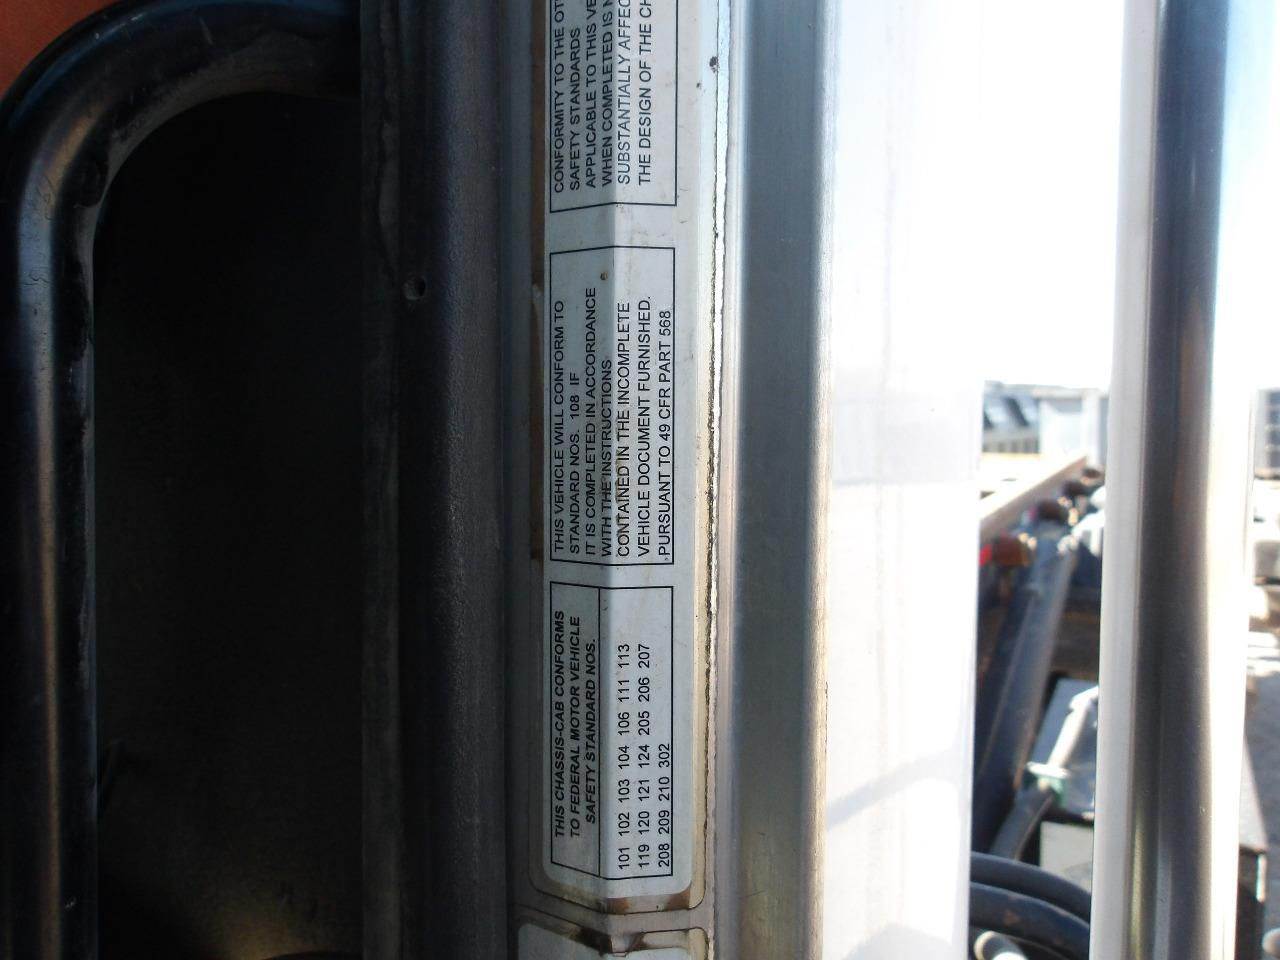 THIS CHASSIS-CAB CONFORMS
TO FEDERAL MOTOR VEHICLE
SAFETY STANDARD NOS.
101 102 103 104 106 111 113
119 120 121 124 205 206 207
208 209 210 302
THIS VEHICLE WILL CONFORM TO
STANDARD NOS. 108 IF
IT IS COMPLETED IN ACCORDANCE
WITH THE INSTRUCTIONS
CONTAINED IN THE INCOMPLETE
VEHICLE DOCUMENT FURNISHED.
PURSUANT TO 49 CFR PART 568
CONFORMITY TO THE
SAFETY STANDARDS
APPLICABLE TO THIS
WHEN COMPLETED IS
SUBSTANTIALLY
THE DESIGN OF THE